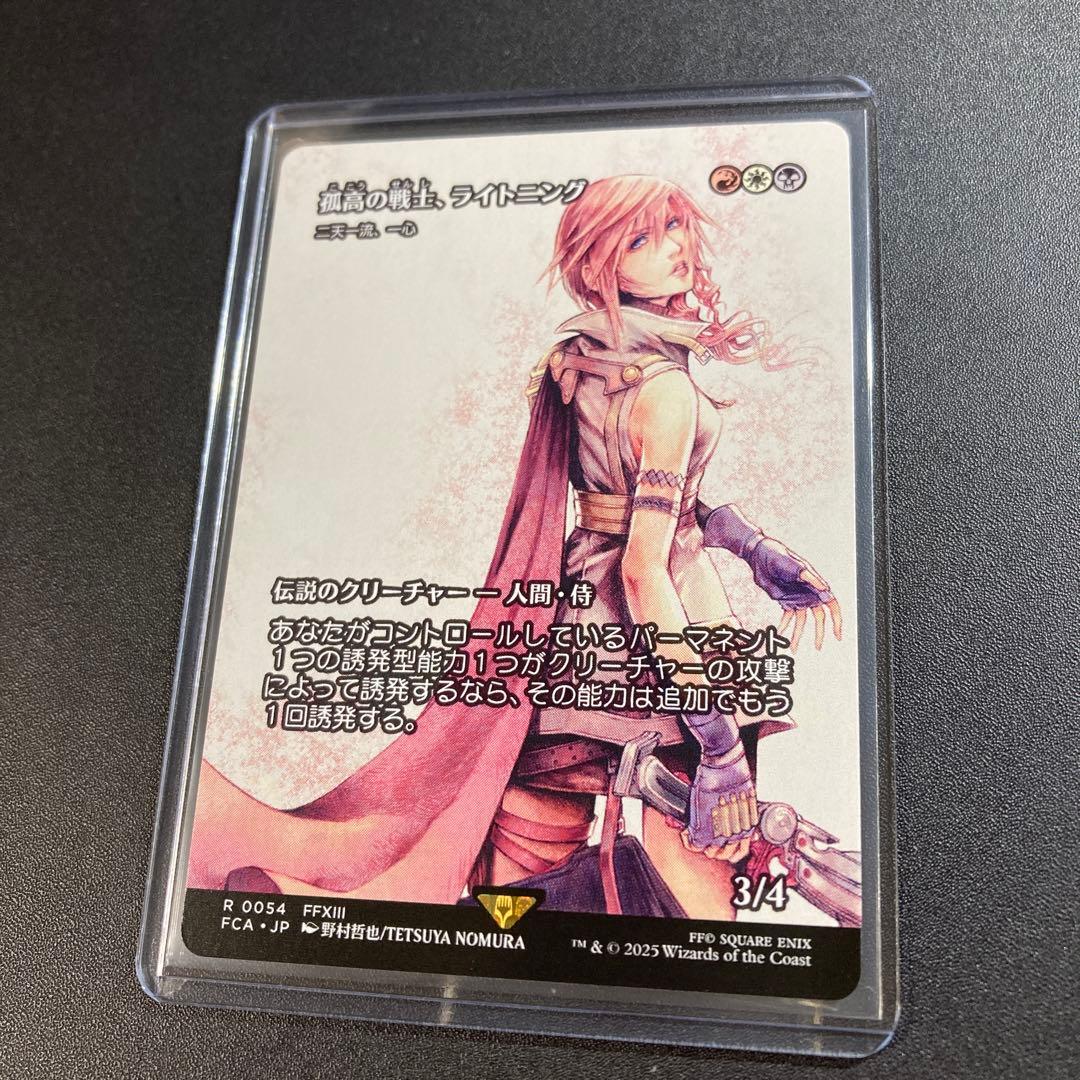 孤高の戦士、ライトニング
二天一流、一心
伝説のクリーチャー — 人間・侍
あなたがコントロールしているパーマネント
1つの誘発型能力1つがクリーチャーの攻撃
によって誘発するなら、その能力は追加でもう
1回誘発する。
3/4
R 0054 FFXIII
FCA・JP 野村哲也/TETSUYA NOMURA
FF© SQUARE ENIX
™ & © 2025 Wizards of the Coast